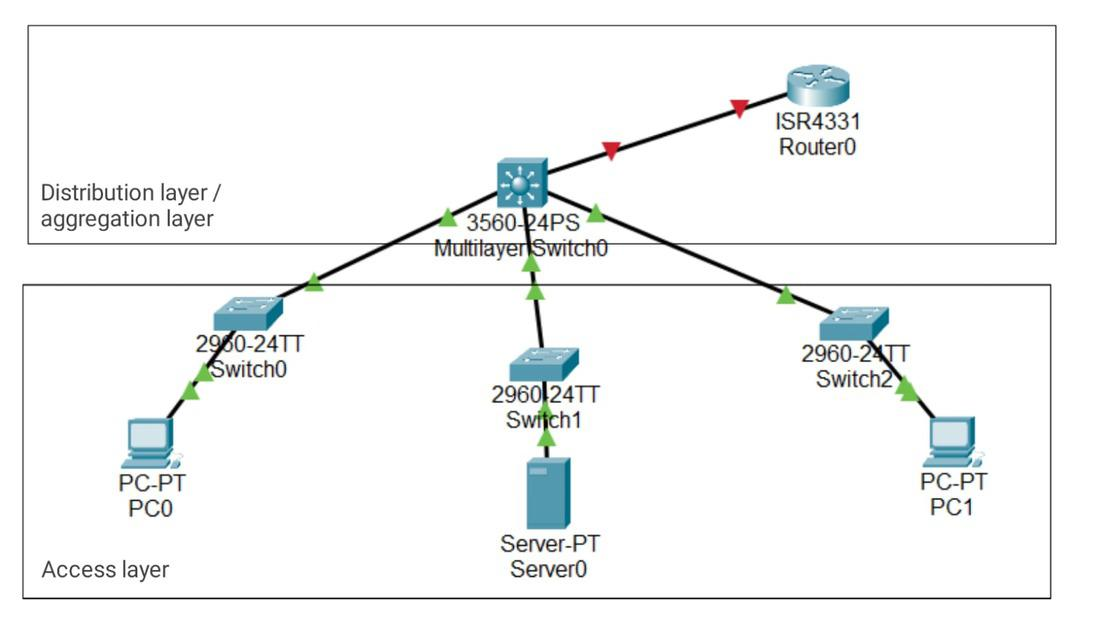 ISR4331
Router0
Distribution layer /
aggregation layer
3560-24PS
Multilayer Switch0
2960-24TT
Switch0
2960-24TT
Switch1
2960-24TT
Switch2
PC-PT
PC0
Server-PT
Server0
PC-PT
PC1
Access layer